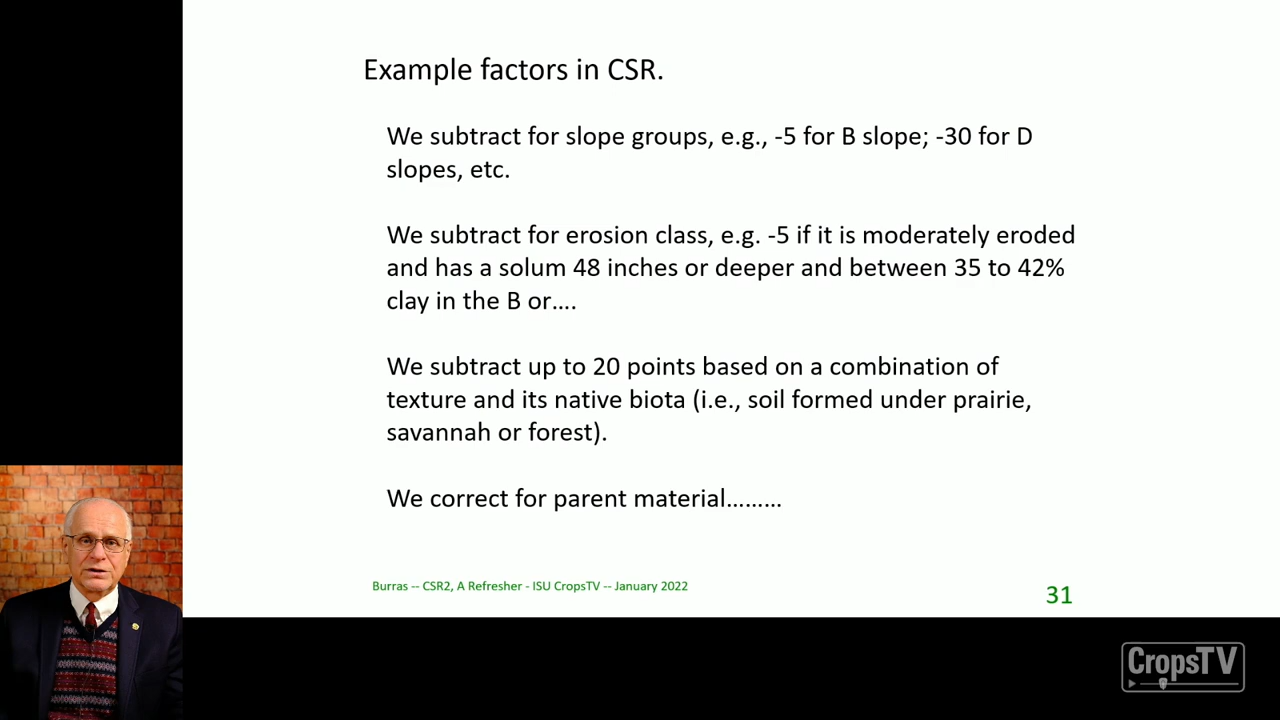 Example factors in CSR.
We subtract for slope groups, e.g., -5 for B slope; -30 for D
slopes, etc.
We subtract for erosion class, e.g. -5 if it is moderately eroded
and has a solum 48 inches or deeper and between 35 to 42%
clay in the B or….
We subtract up to 20 points based on a combination of
texture and its native biota (i.e., soil formed under prairie,
savannah or forest).
We correct for parent material………
Burras -- CSR2, A Refresher - ISU CropsTV -- January 2022
31
CropsTV